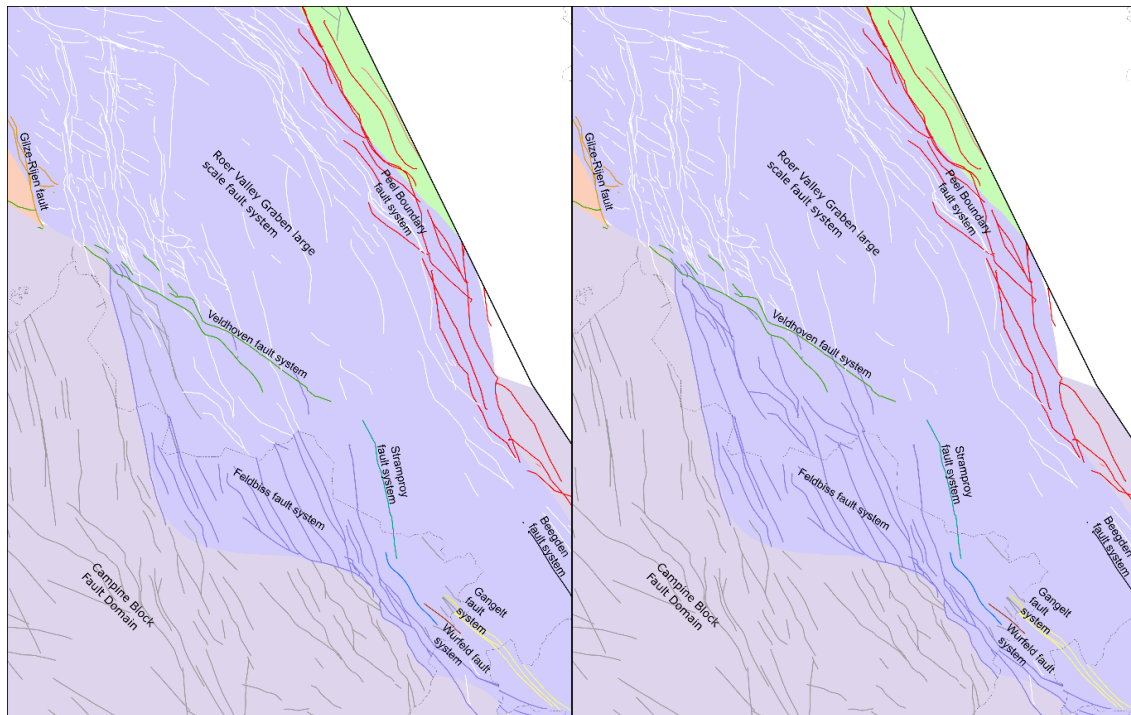 Gilze-Rijen fault
Roer Valley Graben large
scale fault system
Peel Boundary
fault system
Veldhoven fault system
Stramproy
fault system
Feldbiss fault system
Beegden
fault system
Campine Block
Fault Domain
Gangelt
fault
system
Wurfeld fault
system
Gilze-Rijen fault
Roer Valley Graben large
scale fault system
Peel Boundary
fault system
Veldhoven fault system
Stramproy
fault system
Feldbiss fault system
Beegden
fault system
Campine Block
Fault Domain
Gangelt
fault
system
Wurfeld fault
system